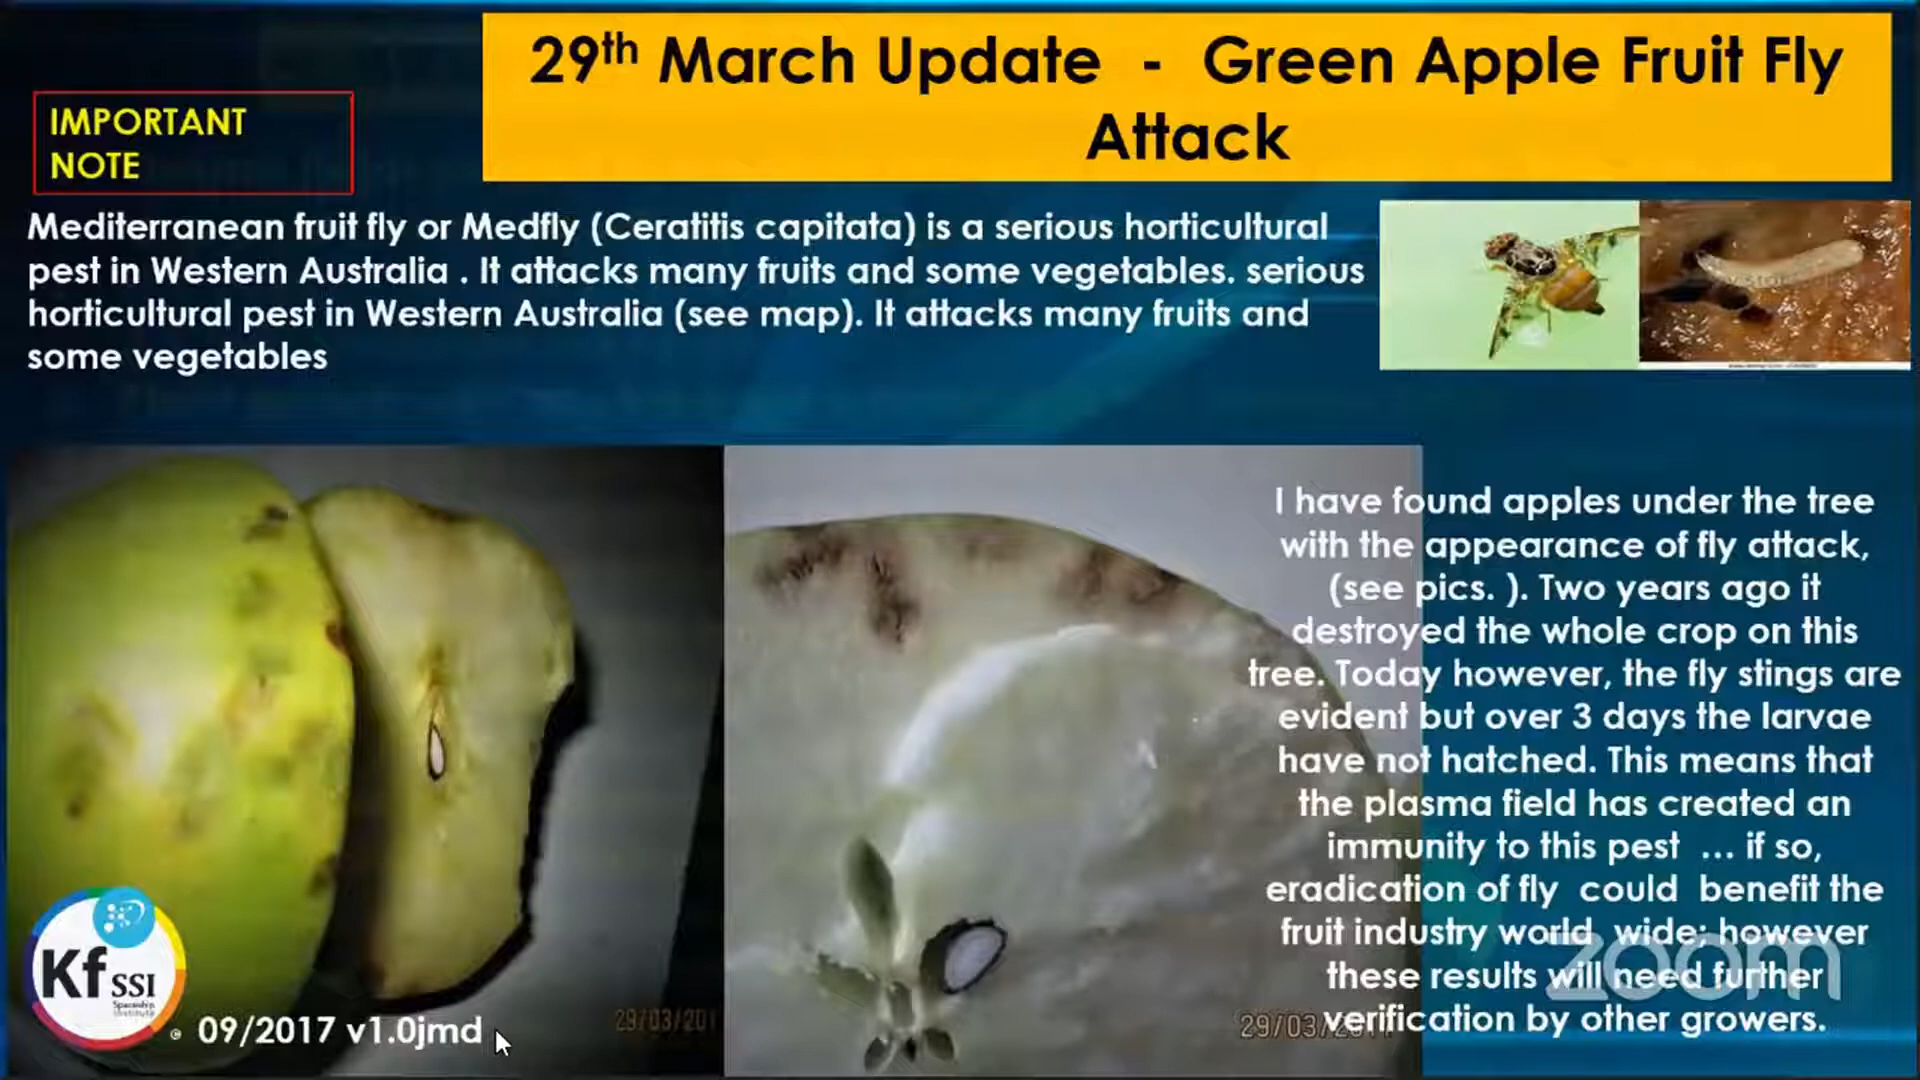 29th March Update - Green Apple Fruit Fly
Attack
IMPORTANT
NOTE
Mediterranean fruit fly or Medfly (Ceratitis capitata) is a serious horticultural
pest in Western Australia . It attacks many fruits and some vegetables. serious
horticultural pest in Western Australia (see map). It attacks many fruits and
some vegetables
I have found apples under the tree
with the appearance of fly attack,
(see pics. ). Two years ago it
destroyed the whole crop on this
tree. Today however, the fly stings are
evident but over 3 days the larvae
have not hatched. This means that
the plasma field has created an
immunity to this pest ... if so,
eradication of fly could benefit the
fruit industry world wide; however
these results will need further
verification by other growers.
zoom
Kf SSI
Spaceship
Institute
© 09/2017 v1.0jmd
29/03/201
29/03/